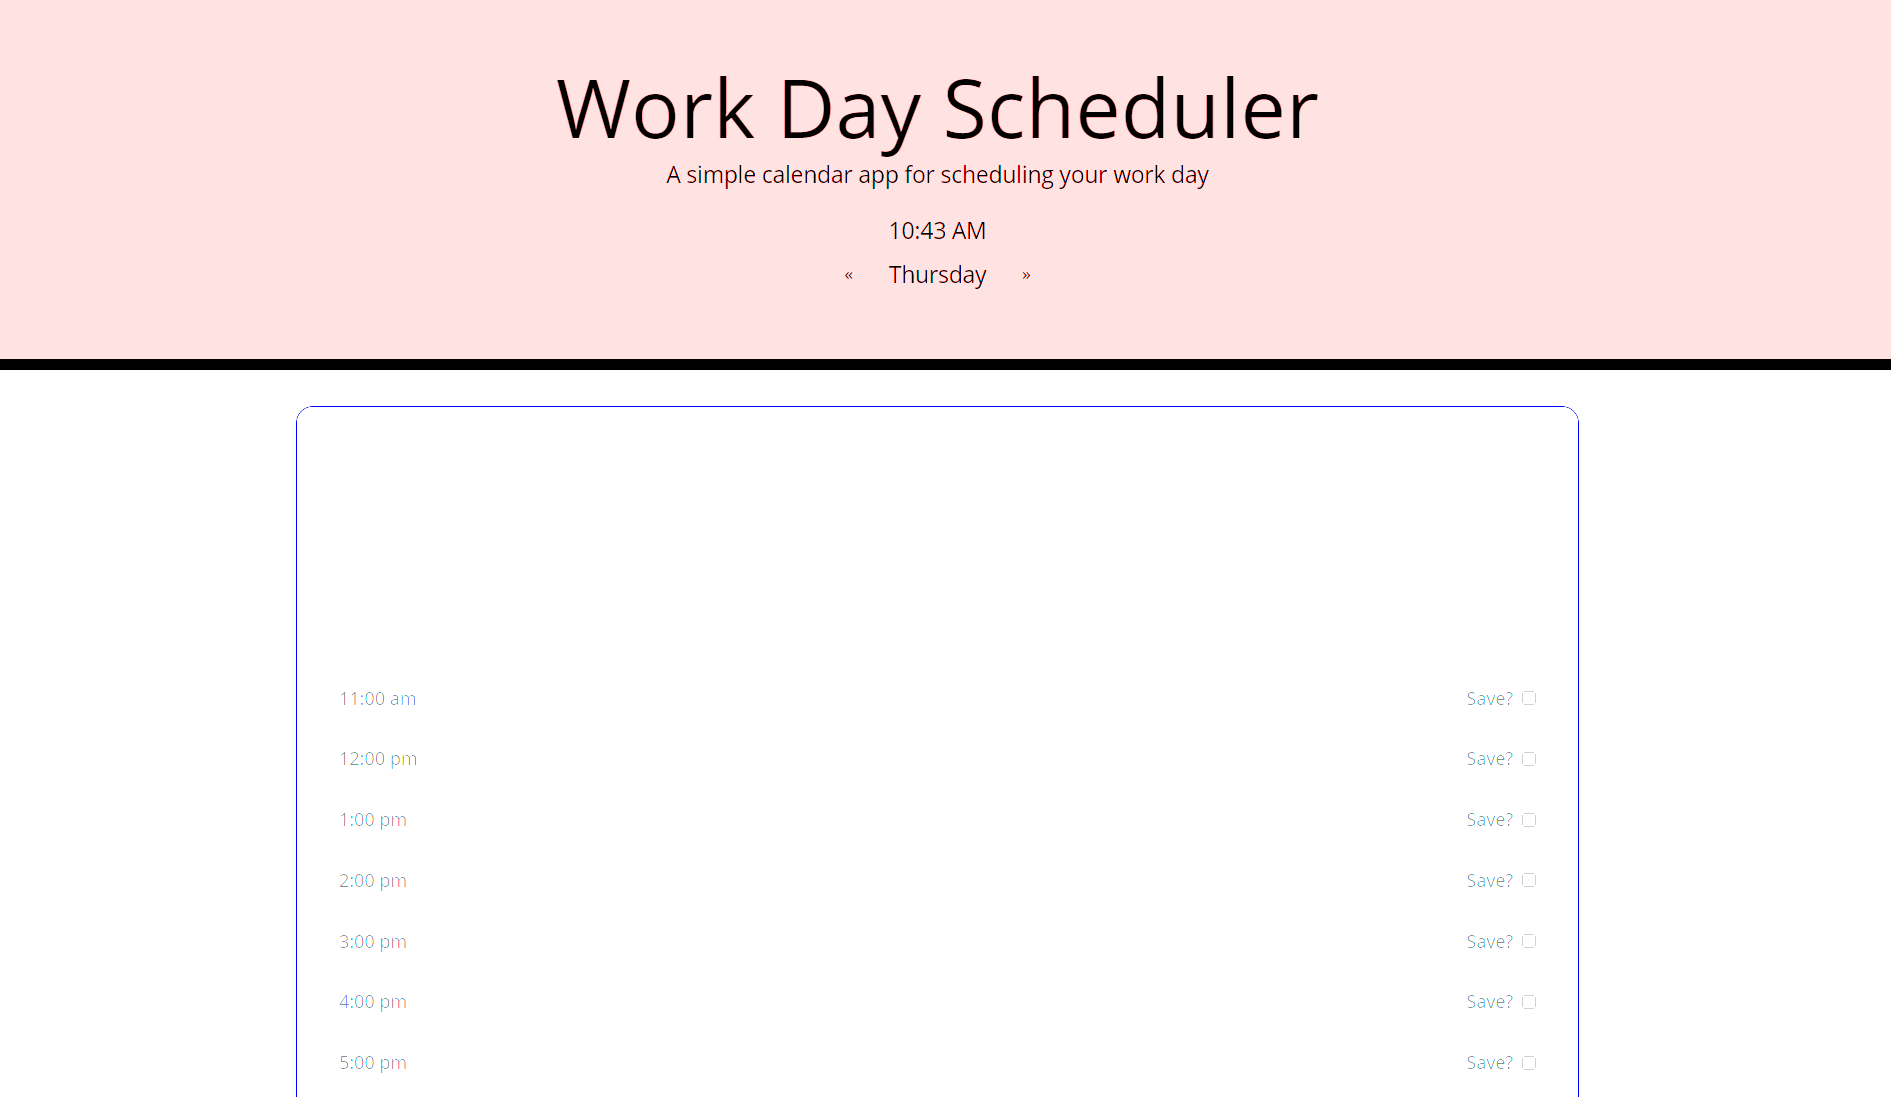 Work Day Scheduler
A simple calendar app for scheduling your work day
10:43 AM
« Thursday »
11:00 am Save?
12:00 pm Save?
1:00 pm Save?
2:00 pm Save?
3:00 pm Save?
4:00 pm Save?
5:00 pm Save?